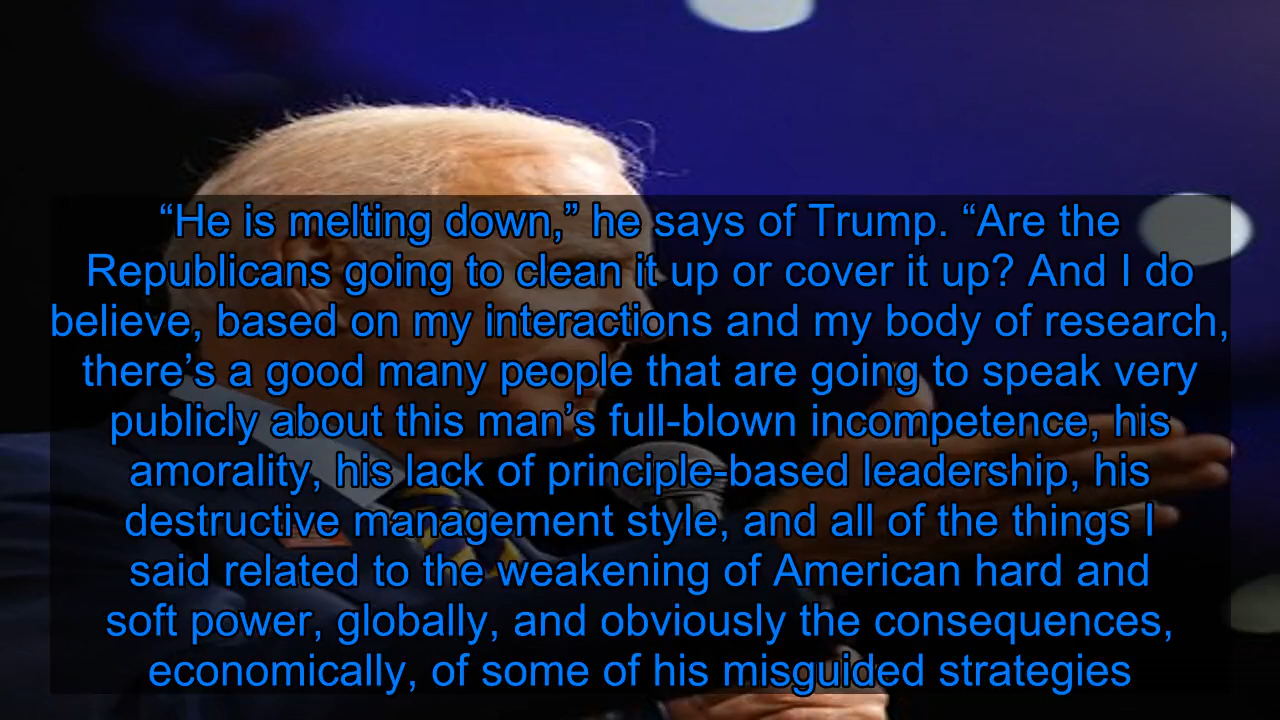 “He is melting down,” he says of Trump. “Are the
Republicans going to clean it up or cover it up? And I do
believe, based on my interactions and my body of research,
there’s a good many people that are going to speak very
publicly about this man’s full-blown incompetence, his
amorality, his lack of principle-based leadership, his
destructive management style, and all of the things I
said related to the weakening of American hard and
soft power, globally, and obviously the consequences,
economically, of some of his misguided strategies